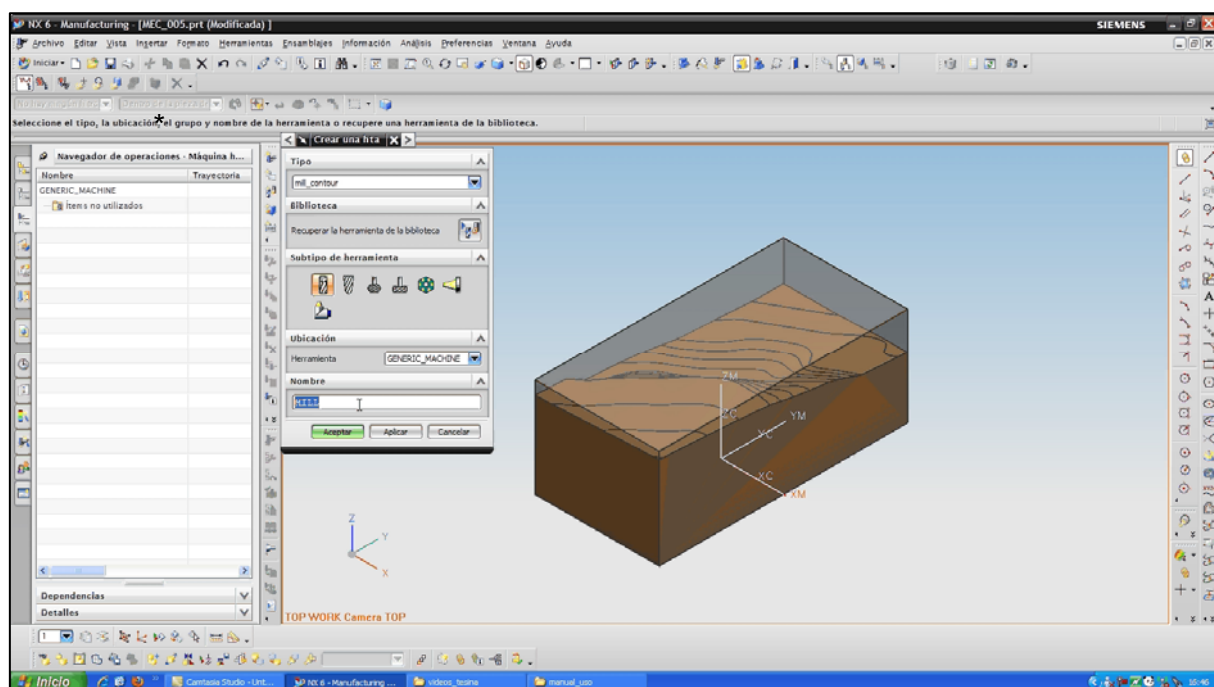 NX 6 - Manufacturing - [MEC_005.prt (Modificada) ]
SIEMENS
Archivo Editar Vista Insertar Formato Herramientas Ensamblajes Información Análisis Preferencias Ventana Ayuda
Iniciar
Seleccione el tipo, la ubicación, el grupo y nombre de la herramienta o recupere una herramienta de la biblioteca.
Crear una hta
Navegador de operaciones - Máquina h...
Nombre Trayectoria
GENERIC_MACHINE
Ítems no utilizados
Tipo
mill_contour
Biblioteca
Recuperar la herramienta de la biblioteca
Subtipo de herramienta
Ubicación
Herramienta GENERIC_MACHINE
Nombre
MILL
Aceptar Aplicar Cancelar
ZM
ZC
YM
YC
XC
XM
Z
Y
X
TOP WORK Camera TOP
Dependencias
Detalles
1
Inicio
Camtasia Studio - Unt...
NX 6 - Manufacturing ...
videos_tesina
manual_uso
16:46